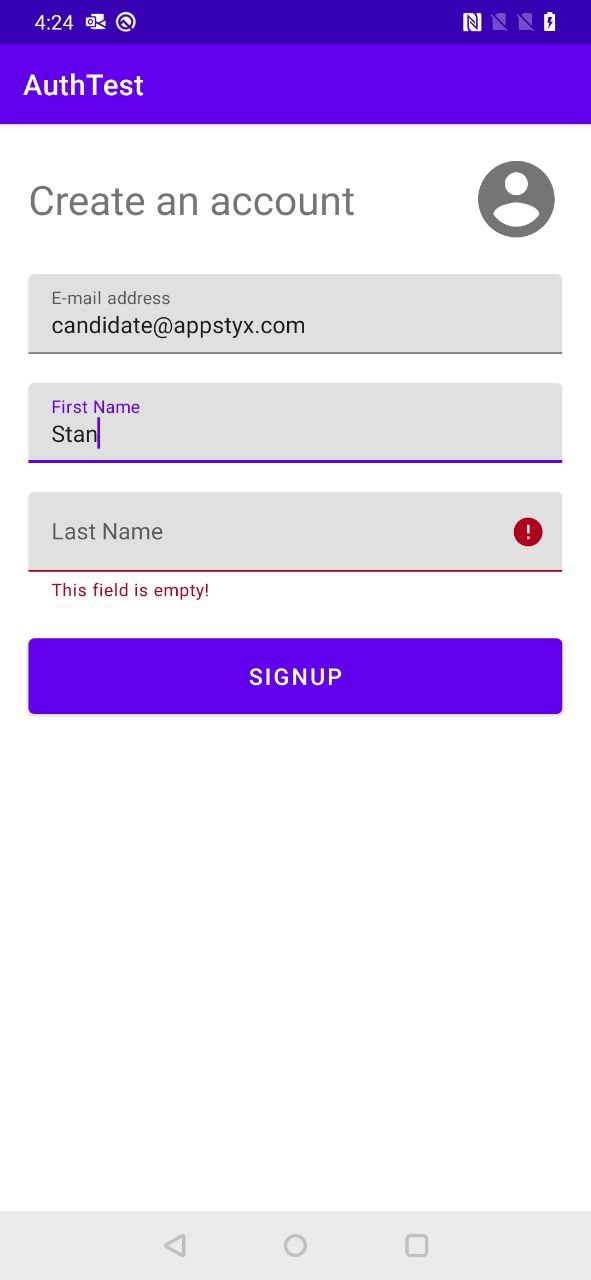 4:24
AuthTest
Create an account
E-mail address
candidate@appstyx.com
First Name
Stan
Last Name
This field is empty!
SIGNUP